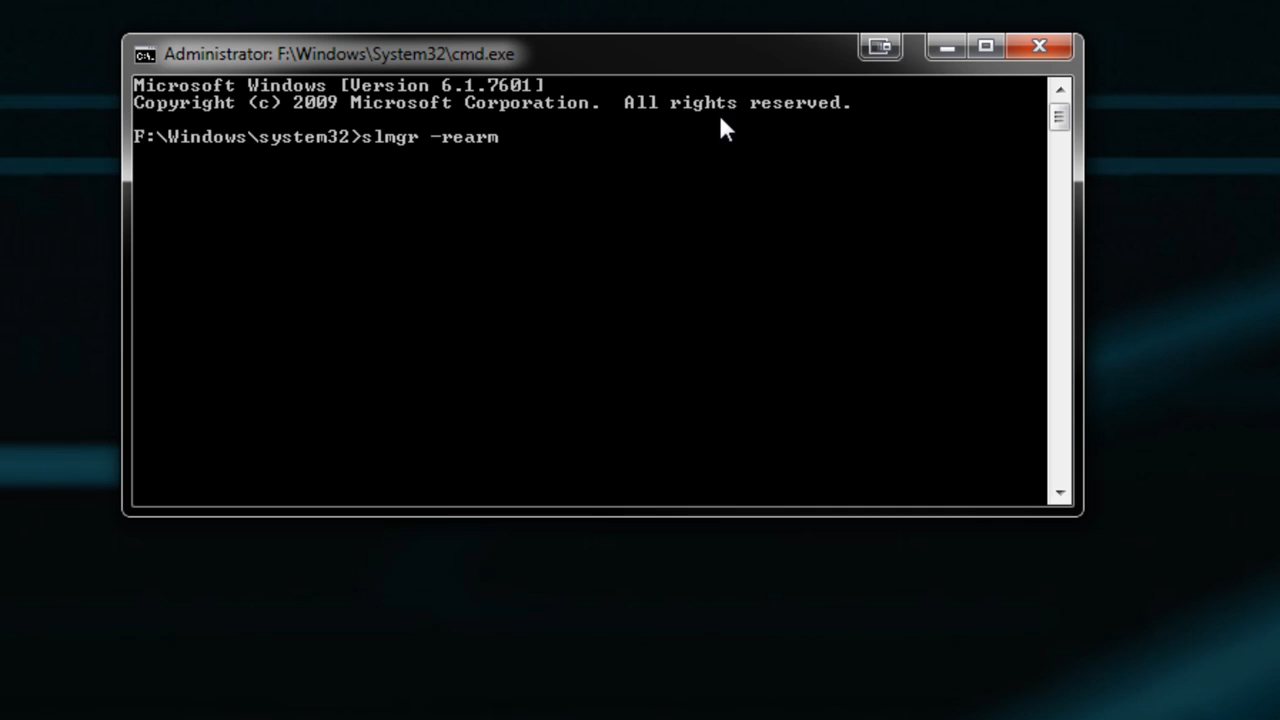 Administrator: F:\Windows\System32\cmd.exe
Microsoft Windows [Version 6.1.7601]
Copyright (c) 2009 Microsoft Corporation.  All rights reserved.
F:\Windows\system32>slmgr -rearm